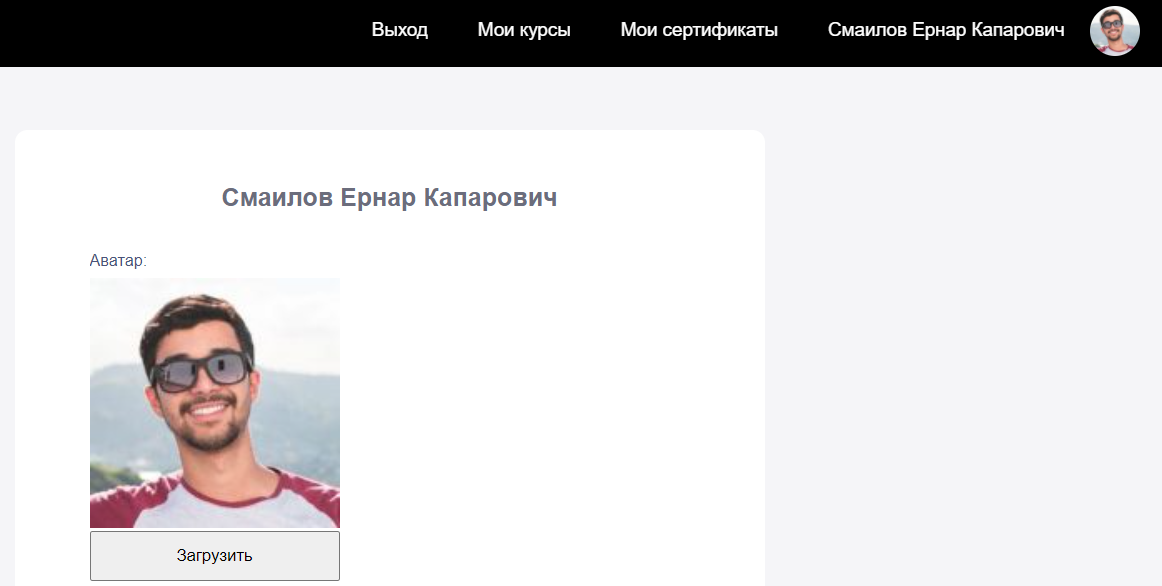 Выход Мои курсы Мои сертификаты Смаилов Ернар Капарович
Смаилов Ернар Капарович
Аватар:
Загрузить